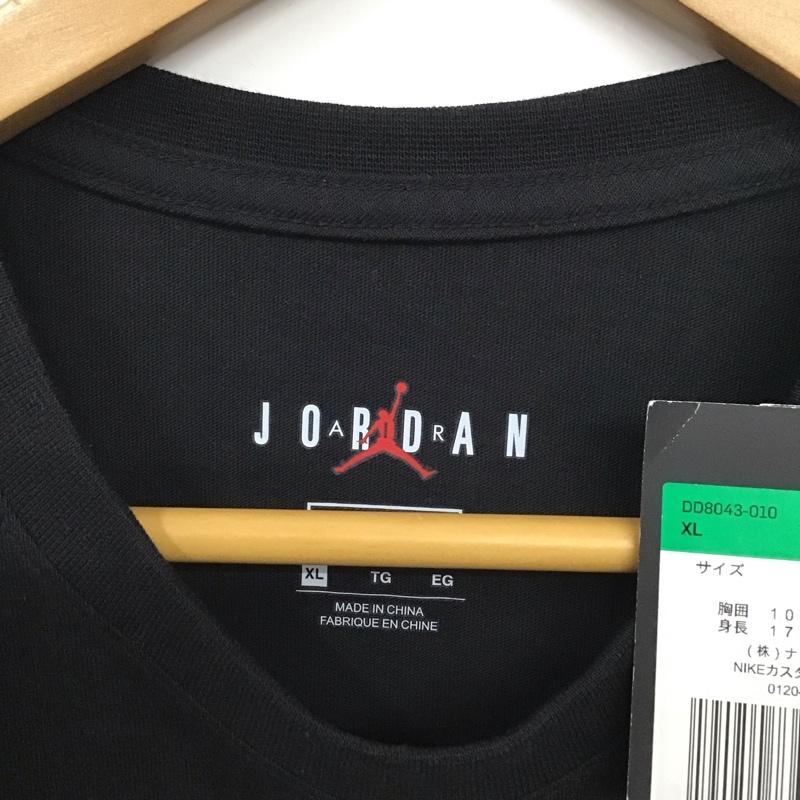 JORDAN
A R
XL TG EG
MADE IN CHINA
FABRIQUE EN CHINE
DD8043-010
XL
サイズ
胸囲 10
身長 17
(株)ナ
NIKEカスタ
0120-